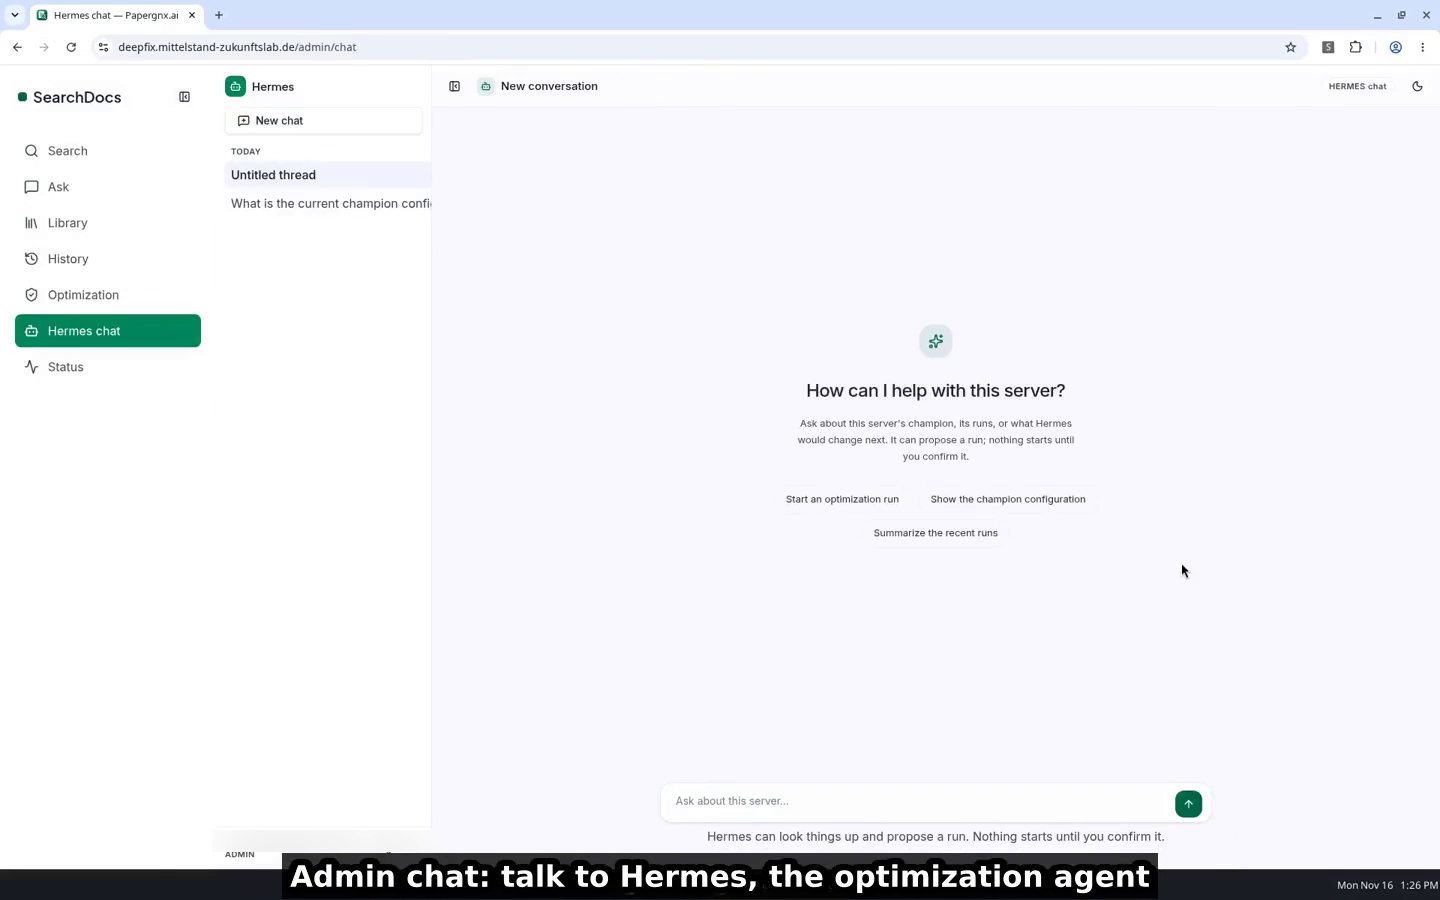 Hermes chat — Papergnx.ai
deepfix.mittelstand-zukunftslab.de/admin/chat
S
SearchDocs
Search
Ask
Library
History
Optimization
Hermes chat
Status
Hermes
New chat
TODAY
Untitled thread
What is the current champion confi
ADMIN
New conversation
HERMES chat
How can I help with this server?
Ask about this server's champion, its runs, or what Hermes
would change next. It can propose a run; nothing starts until
you confirm it.
Start an optimization run
Show the champion configuration
Summarize the recent runs
Ask about this server...
Hermes can look things up and propose a run. Nothing starts until you confirm it.
Admin chat: talk to Hermes, the optimization agent
Mon Nov 16 1:26 PM